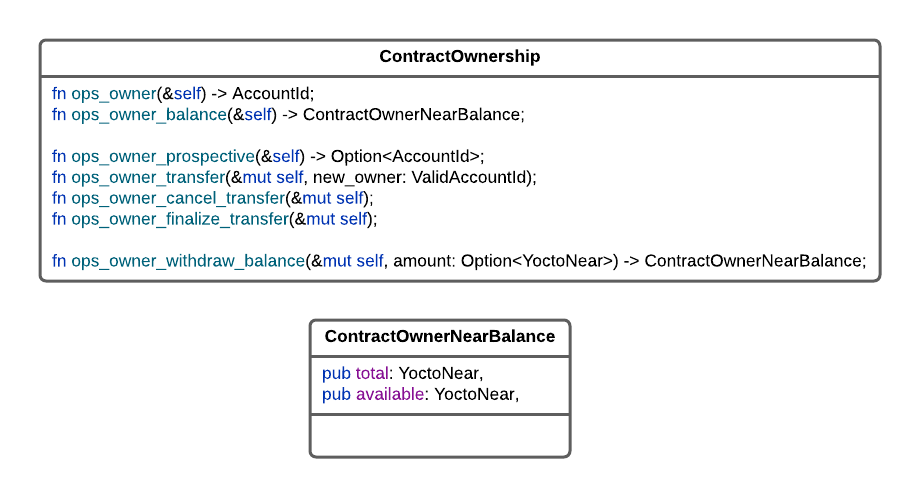 ContractOwnership
fn ops_owner(&self) -> AccountId;
fn ops_owner_balance(&self) -> ContractOwnerNearBalance;
fn ops_owner_prospective(&self) -> Option<AccountId>;
fn ops_owner_transfer(&mut self, new_owner: ValidAccountId);
fn ops_owner_cancel_transfer(&mut self);
fn ops_owner_finalize_transfer(&mut self);
fn ops_owner_withdraw_balance(&mut self, amount: Option<YoctoNear>) -> ContractOwnerNearBalance;
ContractOwnerNearBalance
pub total: YoctoNear,
pub available: YoctoNear,